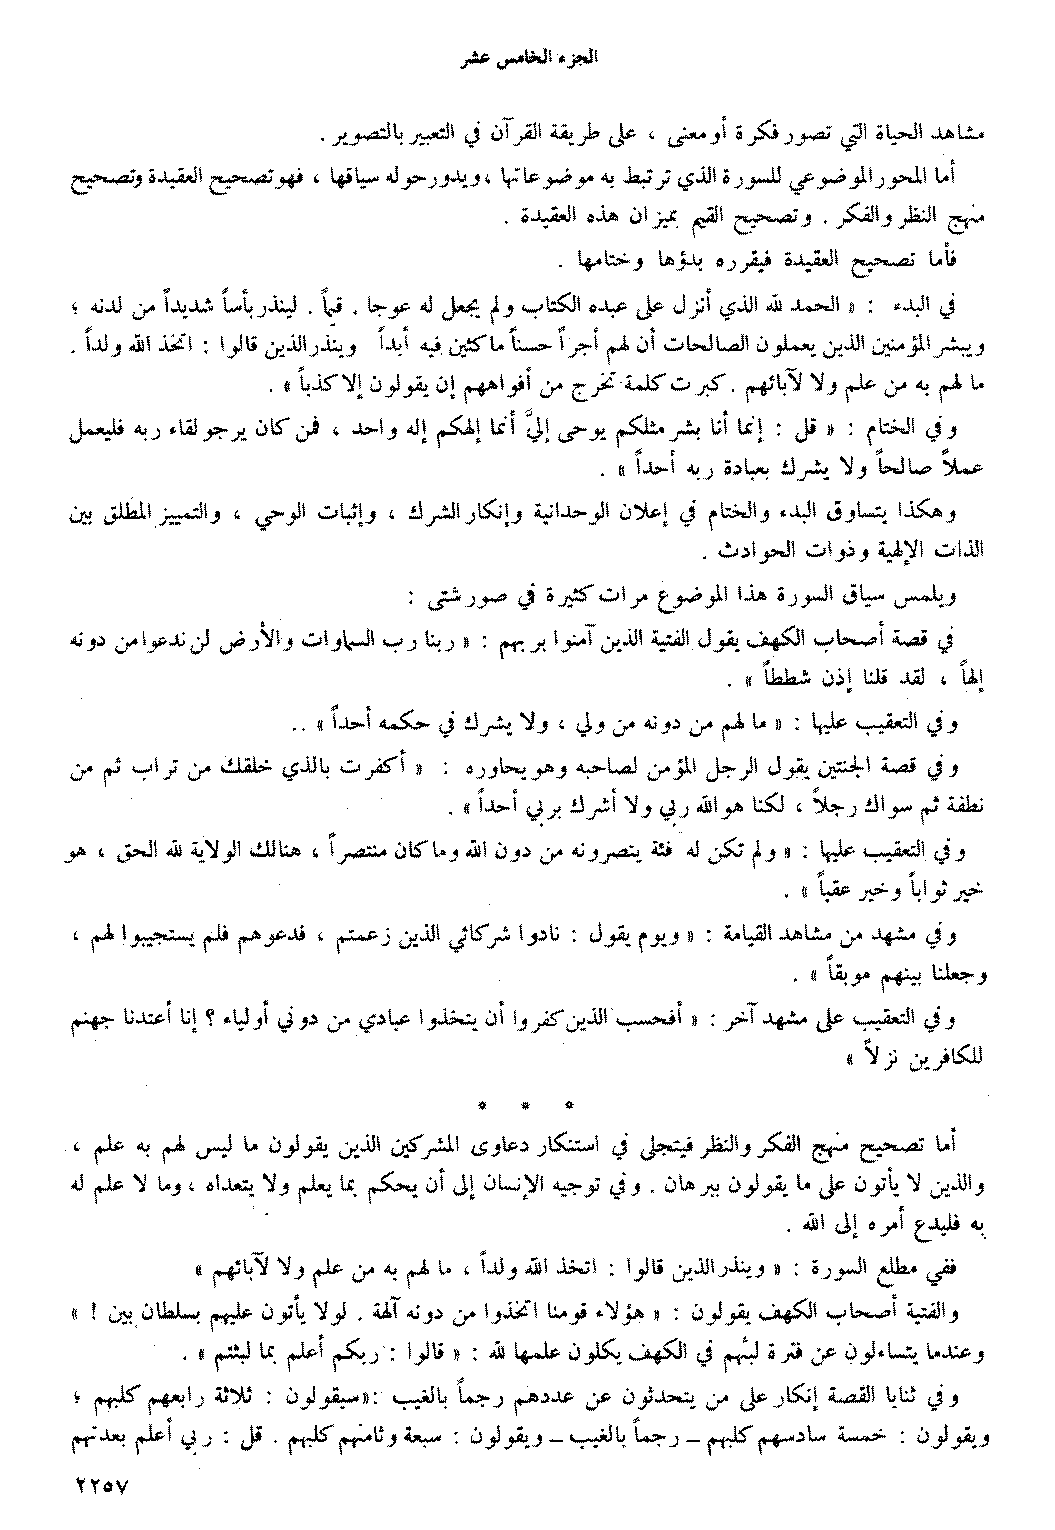 الجزء الخامس عشر
مشاهد الحياة التي تصور فكرة أو معنى ، على طريقة القرآن في التعبير بالتصوير .
أما المحور الموضوعي للسورة الذي ترتبط به موضوعاتها ، ويدور حوله سياقها ، فهو تصحيح العقيدة وتصحيح
منهج النظر والفكر . وتصحيح القيم بميزان هذه العقيدة .
فأما تصحيح العقيدة فيقرره بدؤها وختامها .
في البدء : « الحمد لله الذي أنزل على عبده الكتاب ولم يجعل له عوجا . قيماً . لينذر بأساً شديداً من لدنه ؛
ويبشر المؤمنين الذين يعملون الصالحات أن لهم أجراً حسناً ماكثين فيه أبداً وينذر الذين قالوا : اتخذ الله ولداً .
ما لهم به من علم ولا لآبائهم . كبرت كلمة تخرج من أفواههم إن يقولون إلا كذباً » .
وفي الختام : « قل : إنما أنا بشر مثلكم يوحى إليَّ أنما إلهكم إله واحد ، فمن كان يرجو لقاء ربه فليعمل
عملاً صالحاً ولا يشرك بعبادة ربه أحداً » .
وهكذا يتساوق البدء والختام في إعلان الوحدانية وإنكار الشرك ، وإثبات الوحي ، والتمييز المطلق بين
الذات الإلهية وذوات الحوادث .
ويلمس سياق السورة هذا الموضوع مرات كثيرة في صور شتى :
في قصة أصحاب الكهف يقول الفتية الذين آمنوا بربهم : « ربنا رب السماوات والأرض لن ندعوا من دونه
إلهاً ، لقد قلنا إذن شططاً » .
وفي التعقيب عليها : « ما لهم من دونه من ولي ، ولا يشرك في حكمه أحداً » ..
وفي قصة الجنتين يقول الرجل المؤمن لصاحبه وهو يحاوره : « أكفرت بالذي خلقك من تراب ثم من
نطفة ثم سواك رجلاً ، لكنا هو الله ربي ولا أشرك بربي أحداً » .
وفي التعقيب عليها : « ولم تكن له فئة ينصرونه من دون الله وما كان منتصراً ، هنالك الولاية لله الحق ، هو
خير ثواباً وخير عقباً » .
وفي مشهد من مشاهد القيامة : « ويوم يقول : نادوا شركائي الذين زعمتم ، فدعوهم فلم يستجيبوا لهم ،
وجعلنا بينهم موبقاً » .
وفي التعقيب على مشهد آخر : « أفحسب الذين كفروا أن يتخذوا عبادي من دوني أولياء ؟ إنا أعتدنا جهنم
للكافرين نزلاً »
* * *
أما تصحيح منهج الفكر والنظر فيتجلى في استنكار دعاوى المشركين الذين يقولون ما ليس لهم به علم ،
والذين لا يأتون على ما يقولون ببرهان . وفي توجيه الإنسان إلى أن يحكم بما يعلم ولا يتعداه ، وما لا علم له
به فليدع أمره إلى الله .
ففي مطلع السورة : « وينذر الذين قالوا : اتخذ الله ولداً ، ما لهم به من علم ولا لآبائهم »
والفتية أصحاب الكهف يقولون : « هؤلاء قومنا اتخذوا من دونه آلهة . لولا يأتون عليهم بسلطان بين ! »
وعندما يتساءلون عن فترة لبثهم في الكهف يكلون علمها لله : « قالوا : ربكم أعلم بما لبثتم » .
وفي ثنايا القصة إنكار على من يتحدثون عن عددهم رجماً بالغيب :«سيقولون : ثلاثة رابعهم كلبهم ؛
ويقولون : خمسة سادسهم كلبهم – رجماً بالغيب – ويقولون : سبعة وثامنهم كلبهم . قل : ربي أعلم بعدتهم
٢٢٥٧